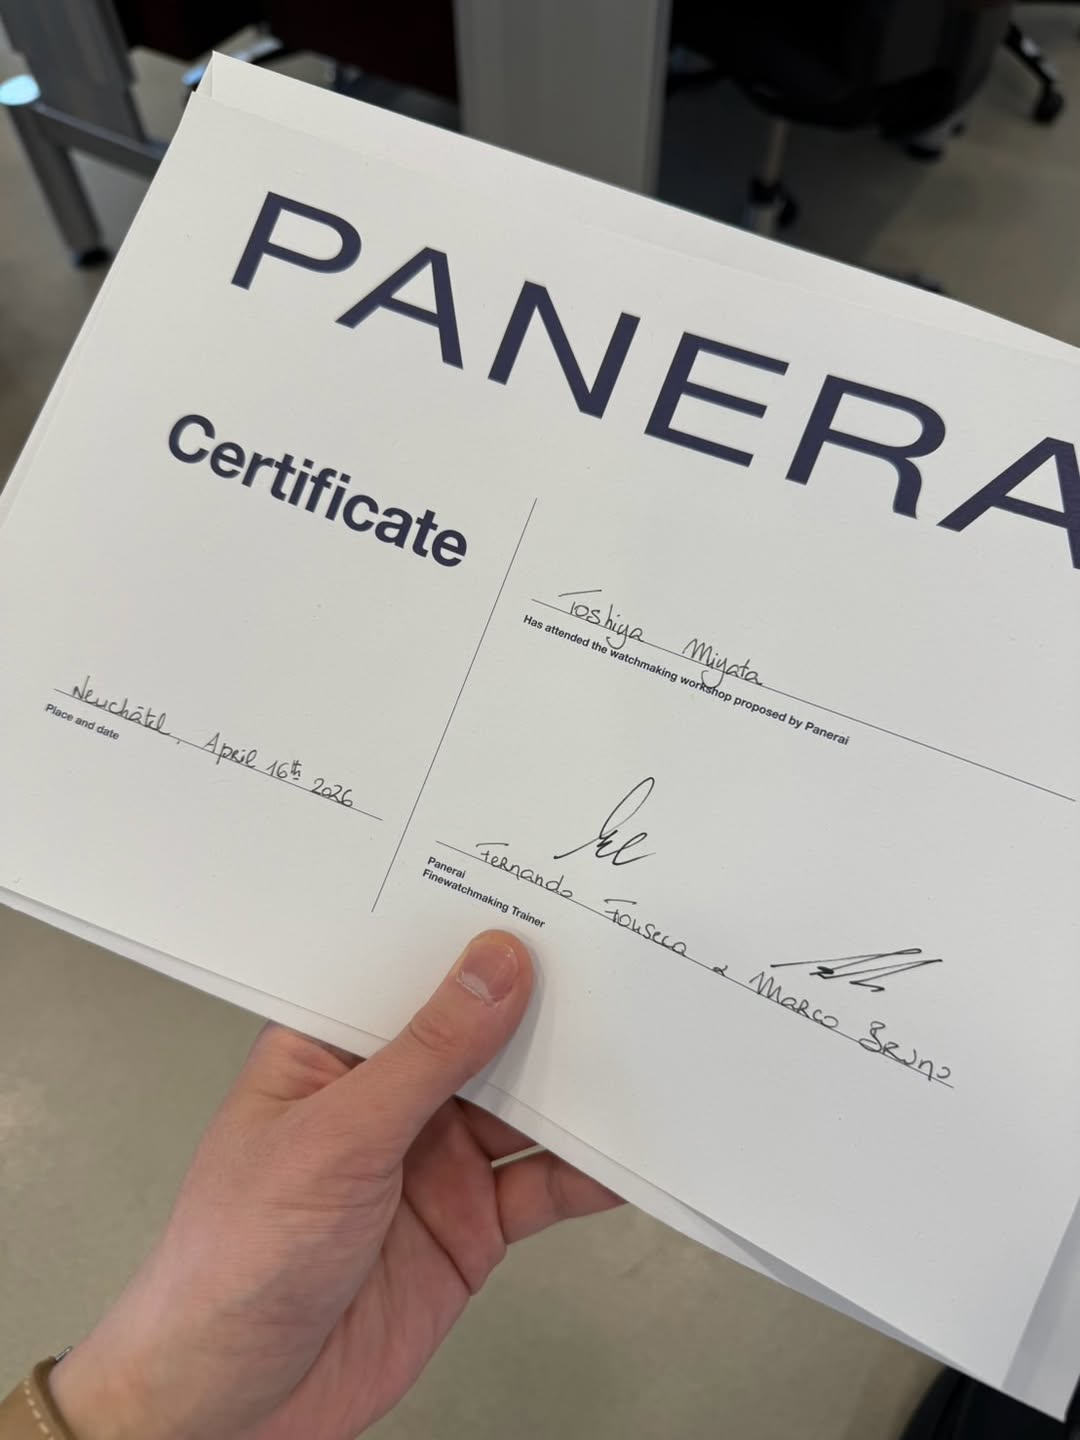 PANERA
Certificate
Toshiya Miyata
Has attended the watchmaking workshop proposed by Panerai
Neuchâtel, April 16th 2026
Place and date
Fernando Fonseca & Marco Bruno
Panerai
Finewatchmaking Trainer